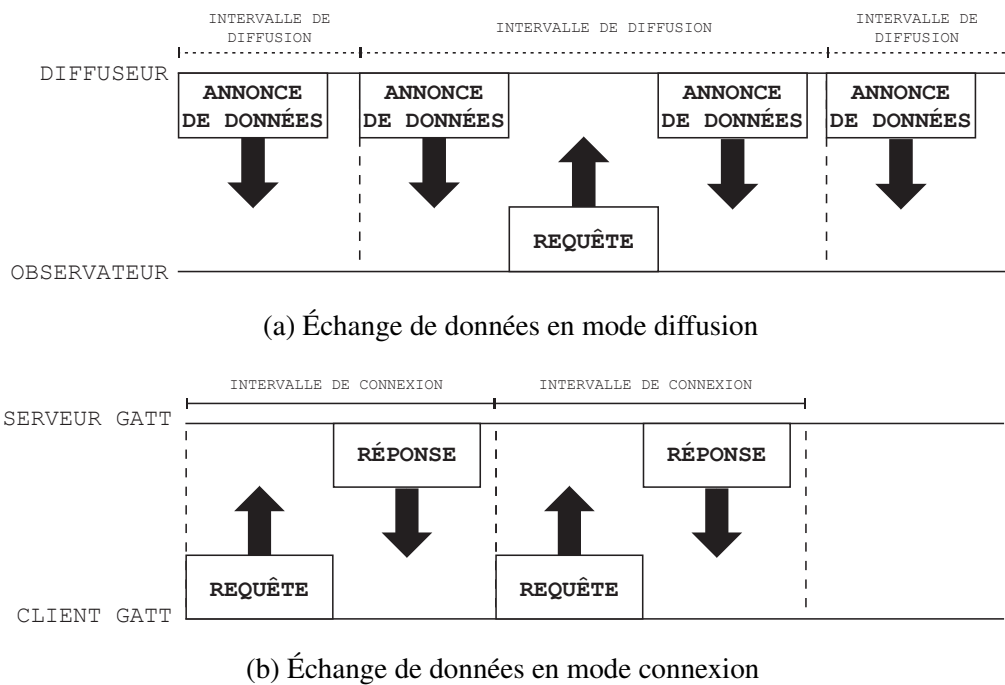 INTERVALLE DE
DIFFUSION
INTERVALLE DE DIFFUSION
INTERVALLE DE
DIFFUSION
DIFFUSEUR
ANNONCE
DE DONNÉES
ANNONCE
DE DONNÉES
ANNONCE
DE DONNÉES
ANNONCE
DE DONNÉES
REQUÊTE
OBSERVATEUR
(a) Échange de données en mode diffusion
INTERVALLE DE CONNEXION
INTERVALLE DE CONNEXION
SERVEUR GATT
RÉPONSE
RÉPONSE
REQUÊTE
REQUÊTE
CLIENT GATT
(b) Échange de données en mode connexion